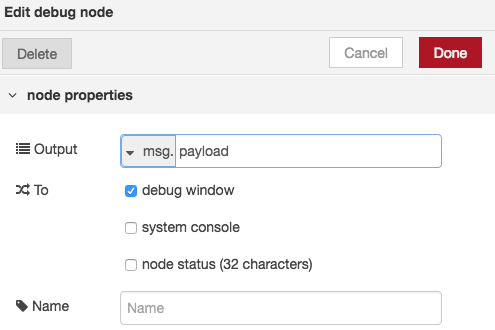 Edit debug node
Delete Cancel Done
node properties
Output msg. payload
To debug window
system console
node status (32 characters)
Name Name